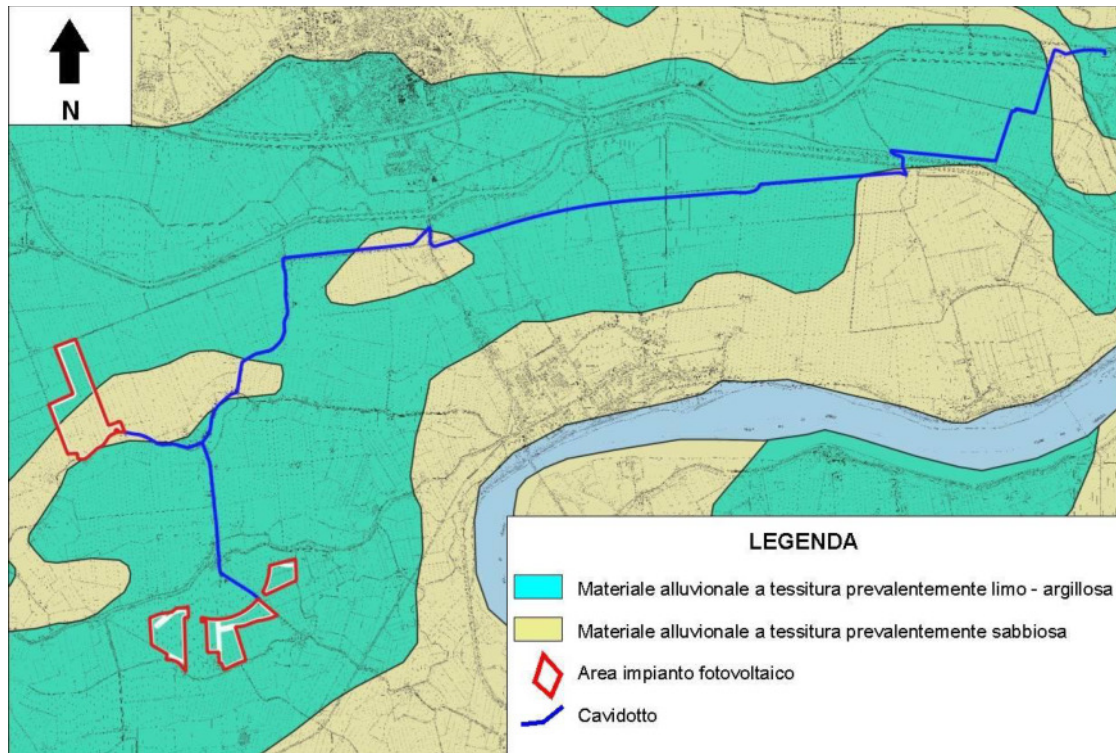 N
LEGENDA
Materiale alluvionale a tessitura prevalentemente limo - argillosa
Materiale alluvionale a tessitura prevalentemente sabbiosa
Area impianto fotovoltaico
Cavidotto